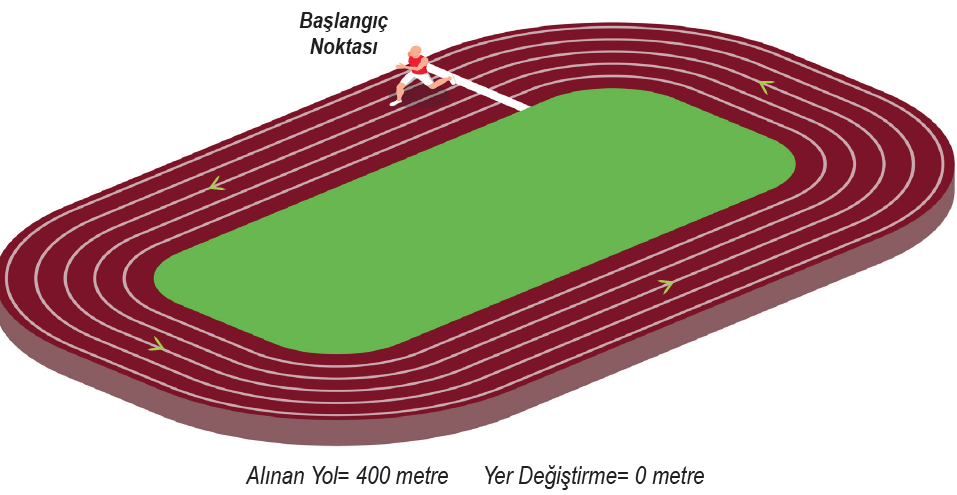 Başlangıç
Noktası
Alınan Yol= 400 metre Yer Değiştirme= 0 metre